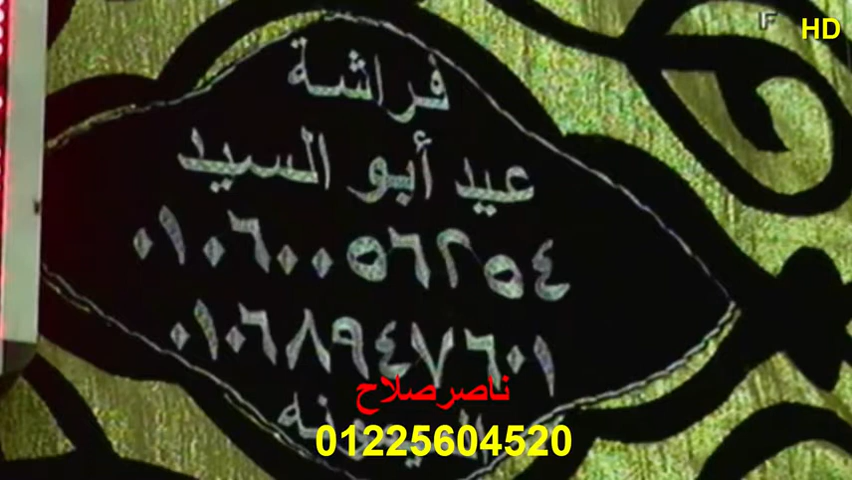 HD
فراشة
عيد أبو السيد
٠١٠٦٠٠٥٦٢٥٤
٠١٠٦٨٩٤٧٦٠١
ناصرصلاح
01225604520